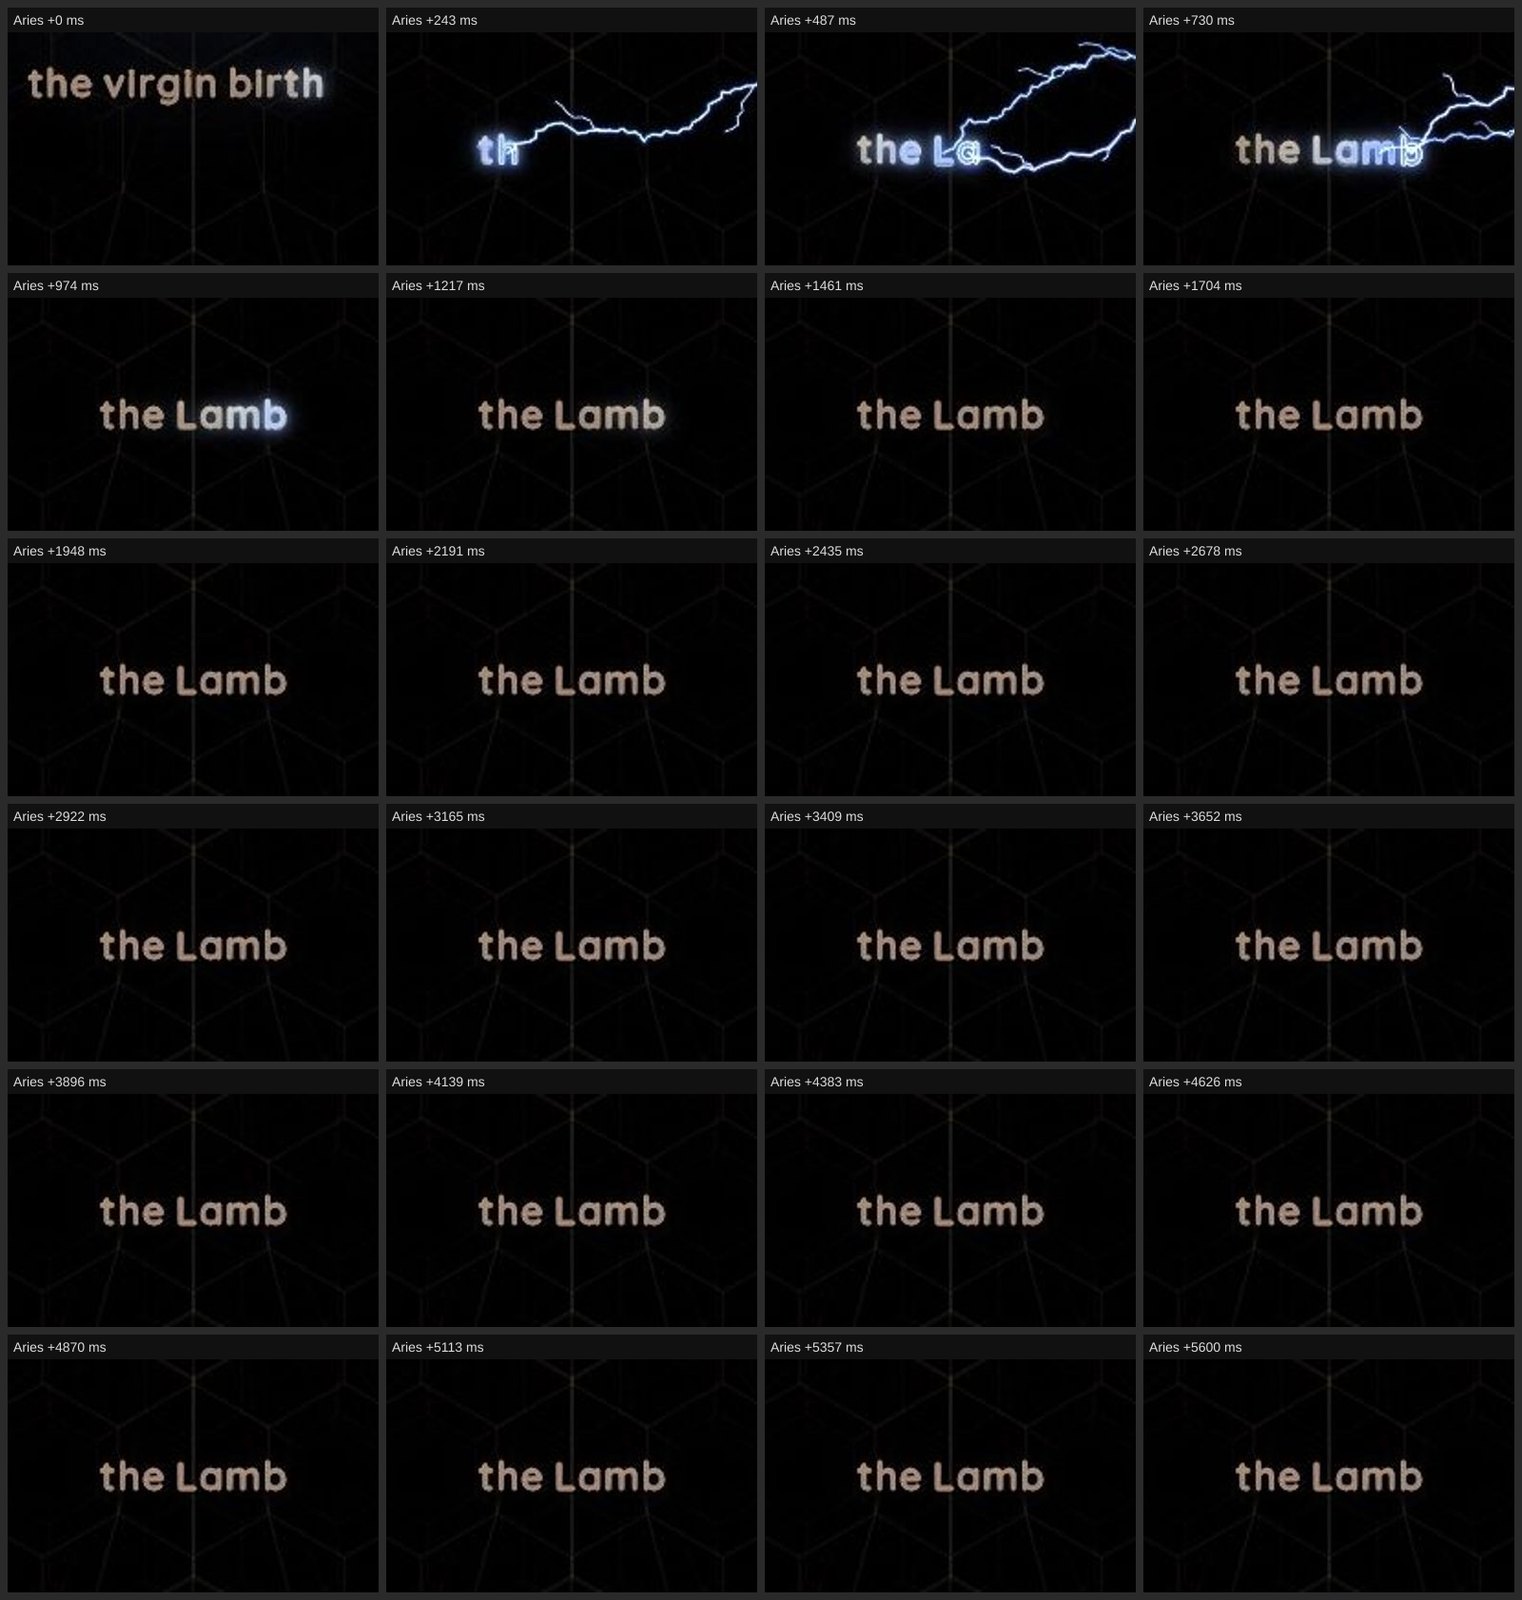 Aries +0 ms
the virgin birth
Aries +243 ms
th
Aries +487 ms
the La
Aries +730 ms
the Lamb
Aries +974 ms
the Lamb
Aries +1217 ms
the Lamb
Aries +1461 ms
the Lamb
Aries +1704 ms
the Lamb
Aries +1948 ms
the Lamb
Aries +2191 ms
the Lamb
Aries +2435 ms
the Lamb
Aries +2678 ms
the Lamb
Aries +2922 ms
the Lamb
Aries +3165 ms
the Lamb
Aries +3409 ms
the Lamb
Aries +3652 ms
the Lamb
Aries +3896 ms
the Lamb
Aries +4139 ms
the Lamb
Aries +4383 ms
the Lamb
Aries +4626 ms
the Lamb
Aries +4870 ms
the Lamb
Aries +5113 ms
the Lamb
Aries +5357 ms
the Lamb
Aries +5600 ms
the Lamb